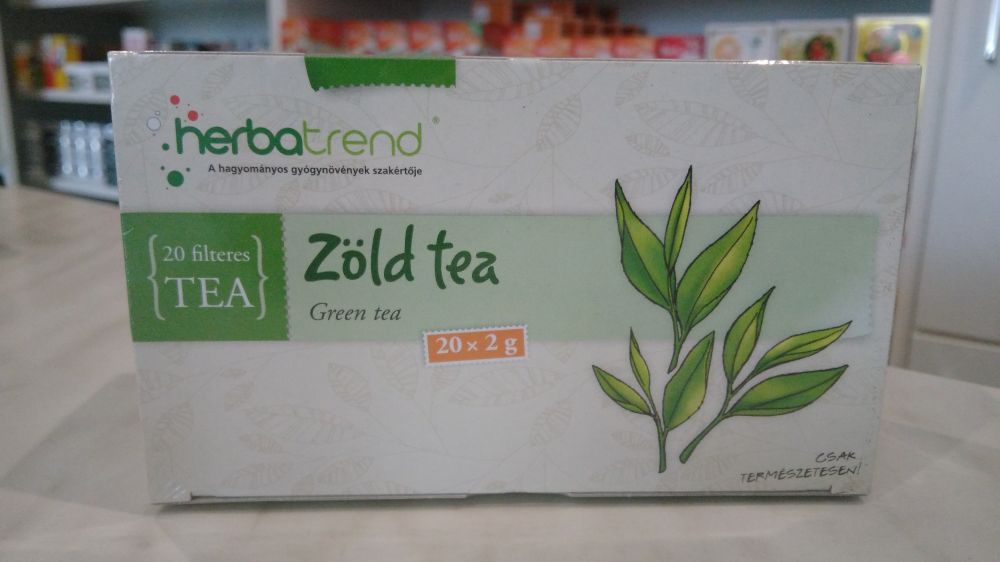 herbatrend®
A hagyományos gyógynövények szakértője
20 filteres
TEA
Zöld tea
Green tea
20 × 2 g
CSAK
TERMÉSZETESEN!